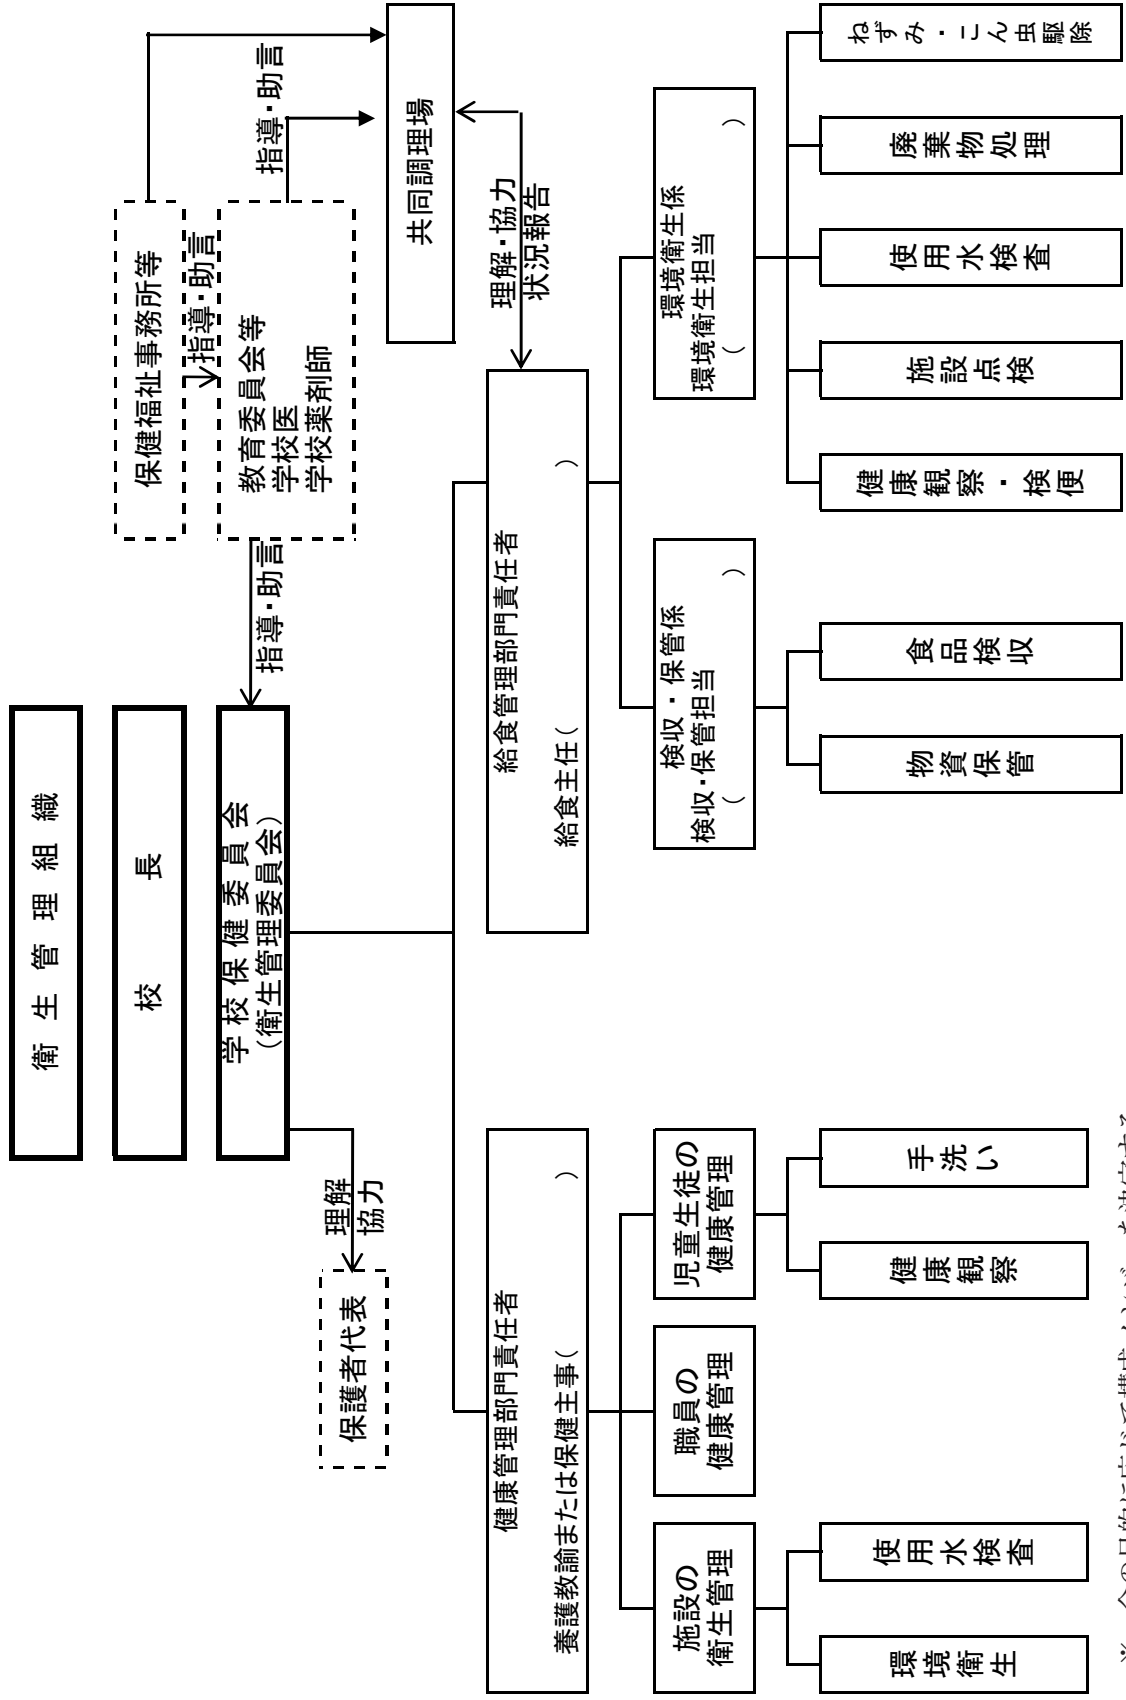 衛生管理組織
校長
学校保健委員会
（衛生管理委員会）
理解
協力
保護者代表
保健福祉事務所等
指導・助言
教育委員会等
学校医
学校薬剤師
指導・助言
指導・助言
共同調理場
理解・協力
状況報告
健康管理部門責任者
養護教諭または保健主事（　　）
給食管理部門責任者
給食主任（　　）
施設の
衛生管理
職員の
健康管理
児童生徒の
健康管理
検収・保管係
検収・保管担当
（　　）
環境衛生係
環境衛生担当
（　　）
環境衛生
使用水検査
健康観察
手洗い
物資保管
食品検収
健康観察・検便
施設点検
使用水検査
廃棄物処理
ねずみ・こん虫駆除